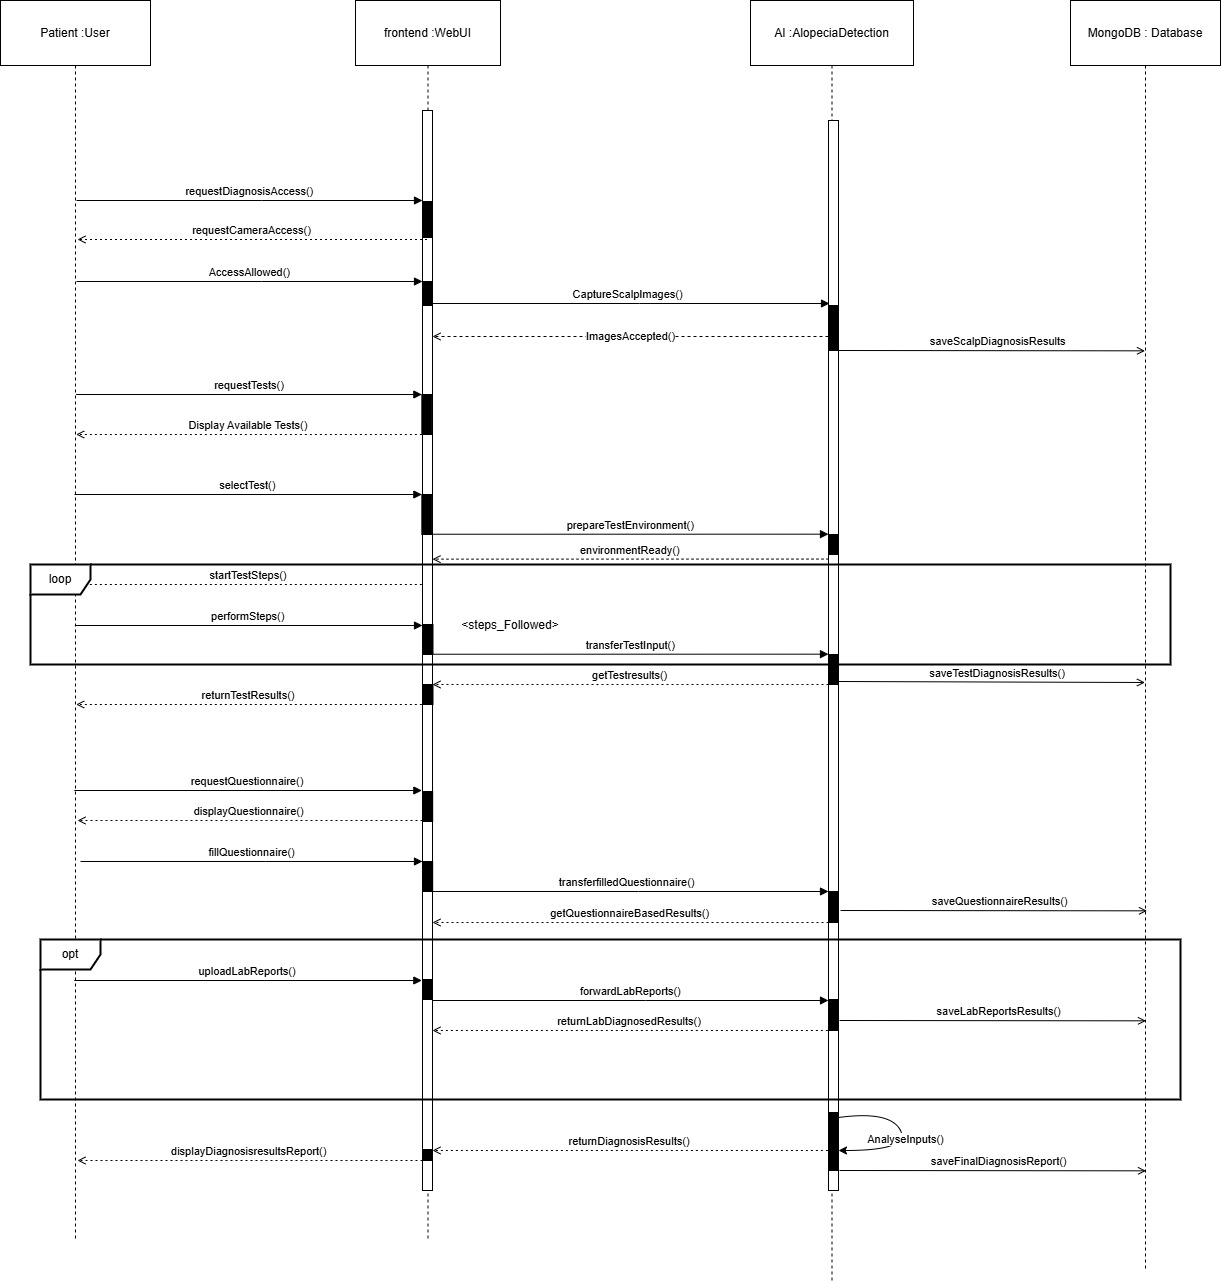 Patient :User
frontend :WebUI
AI :AlopeciaDetection
MongoDB : Database
requestDiagnosisAccess()
requestCameraAccess()
AccessAllowed()
CaptureScalpImages()
ImagesAccepted()
saveScalpDiagnosisResults
requestTests()
Display Available Tests()
selectTest()
prepareTestEnvironment()
environmentReady()
loop
startTestSteps()
performSteps()
<steps_Followed>
transferTestInput()
getTestresults()
saveTestDiagnosisResults()
returnTestResults()
requestQuestionnaire()
displayQuestionnaire()
fillQuestionnaire()
transferfilledQuestionnaire()
saveQuestionnaireResults()
getQuestionnaireBasedResults()
opt
uploadLabReports()
forwardLabReports()
saveLabReportsResults()
returnLabDiagnosedResults()
AnalyseInputs()
returnDiagnosisResults()
displayDiagnosisresultsReport()
saveFinalDiagnosisReport()